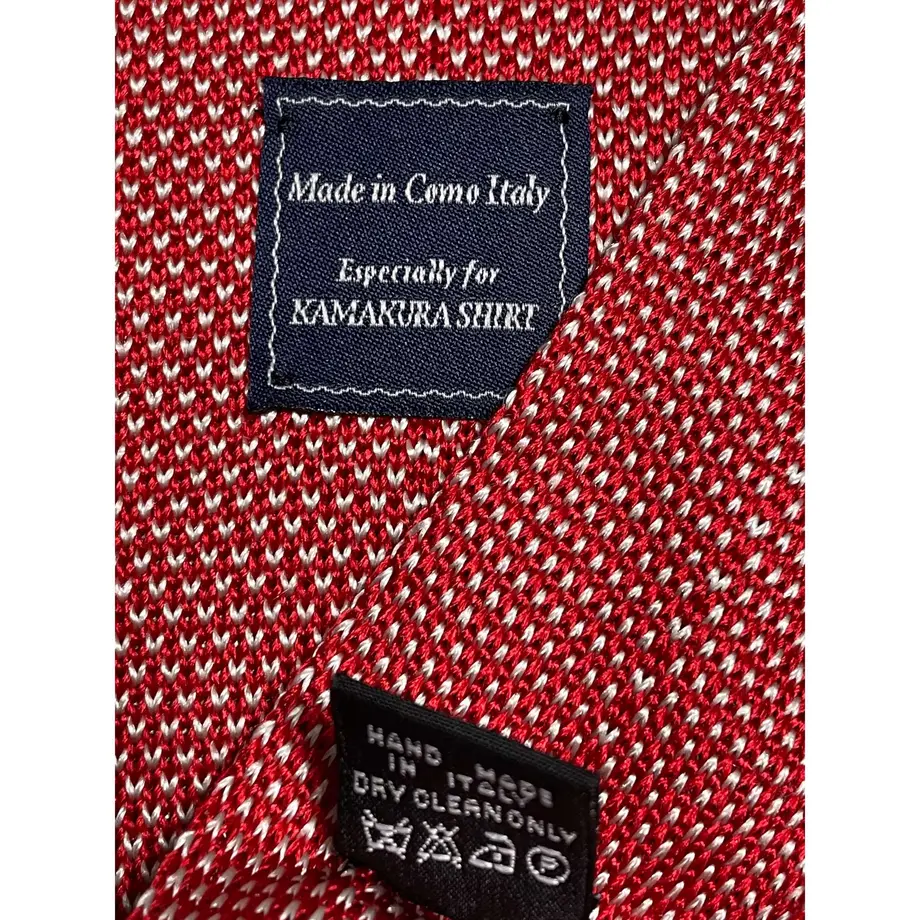 Made in Como Italy
Especially for
KAMAKURA SHIRT
HAND MADE
IN ITALY
DRY CLEAN ONLY
P